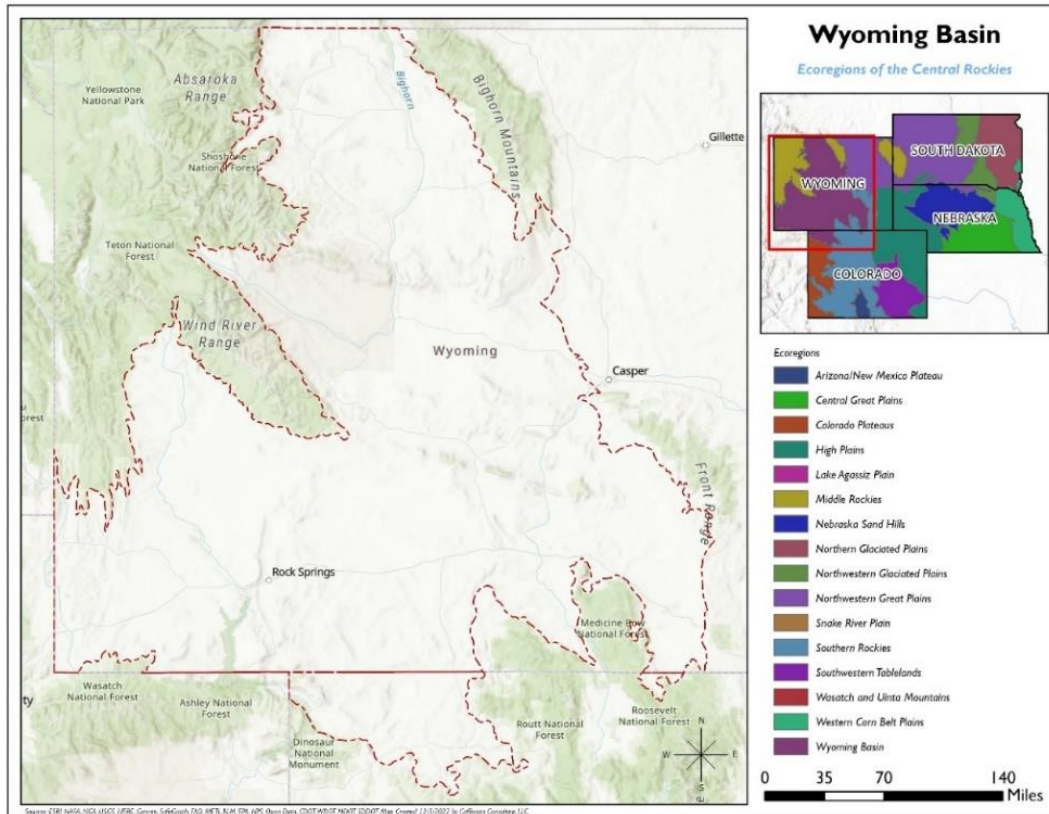 Wyoming Basin
Ecoregions of the Central Rockies
Yellowstone
National Park
Absaroka
Range
Bighorn
Bighorn Mountains
Gillette
Shoshone
National Forest
Teton National
Forest
Wind River
Range
Wyoming
Casper
Front Range
Rock Springs
Medicine Bow
National Forest
Wasatch
National Forest
Ashley National
Forest
Dinosaur
National
Monument
Routt National
Forest
Roosevelt
National Forest
orest
ty
N
W
E
S
SOUTH DAKOTA
WYOMING
NEBRASKA
COLORADO
Ecoregions
Arizona/New Mexico Plateau
Central Great Plains
Colorado Plateaus
High Plains
Lake Agassiz Plain
Middle Rockies
Nebraska Sand Hills
Northern Glaciated Plains
Northwestern Glaciated Plains
Northwestern Great Plains
Snake River Plain
Southern Rockies
Southwestern Tablelands
Wasatch and Uinta Mountains
Western Corn Belt Plains
Wyoming Basin
0 35 70 140
Miles